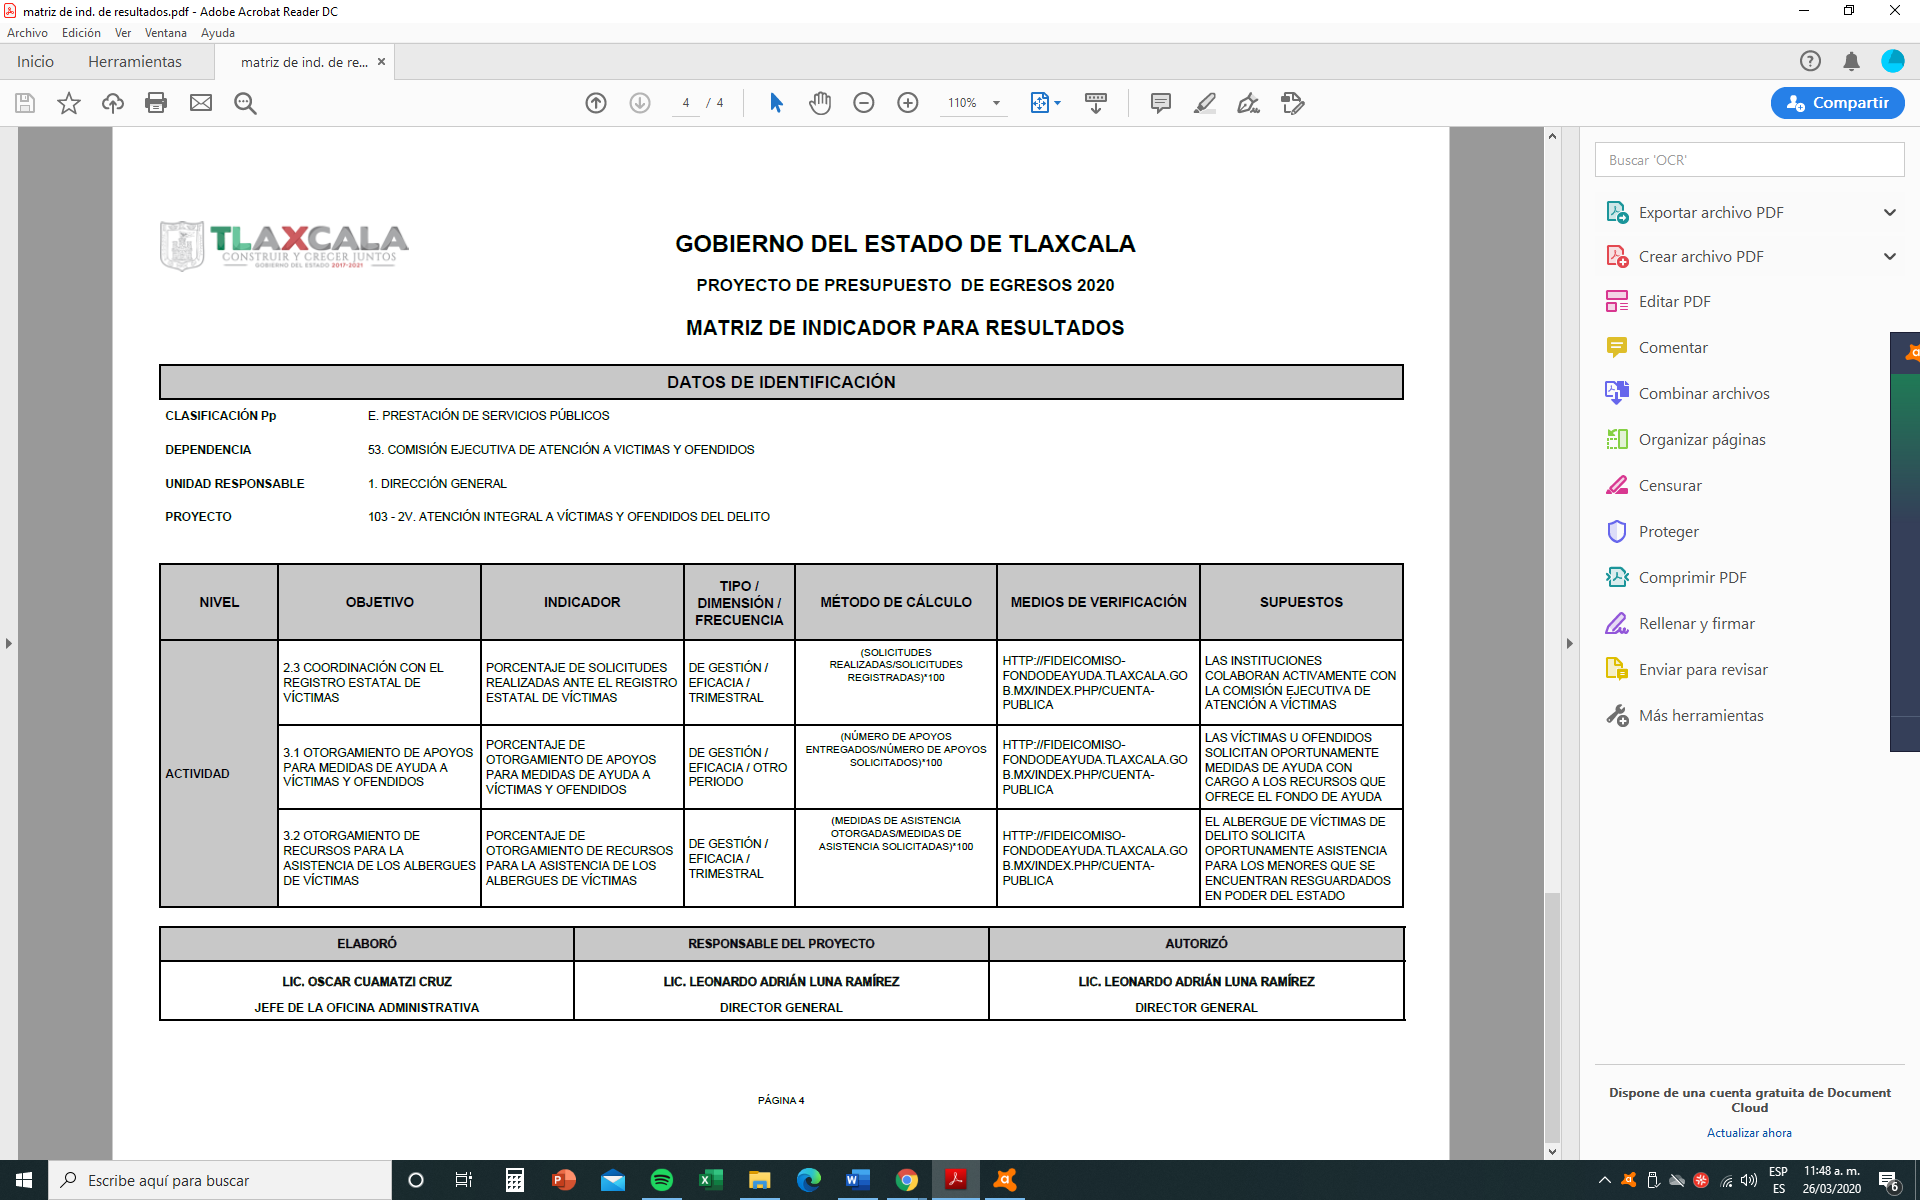 matriz de ind. de resultados.pdf - Adobe Acrobat Reader DC
Archivo Edición Ver Ventana Ayuda
Inicio Herramientas matriz de ind. de re... ×
4 / 4 110% Compartir
Buscar 'OCR'
Exportar archivo PDF
Crear archivo PDF
Editar PDF
Comentar
Combinar archivos
Organizar páginas
Censurar
Proteger
Comprimir PDF
Rellenar y firmar
Enviar para revisar
Más herramientas
Dispone de una cuenta gratuita de Document
Cloud
Actualizar ahora
TLAXCALA
CONSTRUIR Y CRECER JUNTOS
GOBIERNO DEL ESTADO 2017-2021
GOBIERNO DEL ESTADO DE TLAXCALA
PROYECTO DE PRESUPUESTO DE EGRESOS 2020
MATRIZ DE INDICADOR PARA RESULTADOS
DATOS DE IDENTIFICACIÓN
CLASIFICACIÓN Pp E. PRESTACIÓN DE SERVICIOS PÚBLICOS
DEPENDENCIA 53. COMISIÓN EJECUTIVA DE ATENCIÓN A VICTIMAS Y OFENDIDOS
UNIDAD RESPONSABLE 1. DIRECCIÓN GENERAL
PROYECTO 103 - 2V. ATENCIÓN INTEGRAL A VÍCTIMAS Y OFENDIDOS DEL DELITO
NIVEL
OBJETIVO
INDICADOR
TIPO /
DIMENSIÓN /
FRECUENCIA
MÉTODO DE CÁLCULO
MEDIOS DE VERIFICACIÓN
SUPUESTOS
ACTIVIDAD
2.3 COORDINACIÓN CON EL
REGISTRO ESTATAL DE
VÍCTIMAS
PORCENTAJE DE SOLICITUDES
REALIZADAS ANTE EL REGISTRO
ESTATAL DE VÍCTIMAS
DE GESTIÓN /
EFICACIA /
TRIMESTRAL
(SOLICITUDES
REALIZADAS/SOLICITUDES
REGISTRADAS)*100
HTTP://FIDEICOMISO-
FONDODEAYUDA.TLAXCALA.GO
B.MX/INDEX.PHP/CUENTA-
PUBLICA
LAS INSTITUCIONES
COLABORAN ACTIVAMENTE CON
LA COMISIÓN EJECUTIVA DE
ATENCIÓN A VÍCTIMAS
3.1 OTORGAMIENTO DE APOYOS
PARA MEDIDAS DE AYUDA A
VÍCTIMAS Y OFENDIDOS
PORCENTAJE DE
OTORGAMIENTO DE APOYOS
PARA MEDIDAS DE AYUDA A
VÍCTIMAS Y OFENDIDOS
DE GESTIÓN /
EFICACIA / OTRO
PERIODO
(NÚMERO DE APOYOS
ENTREGADOS/NÚMERO DE APOYOS
SOLICITADOS)*100
HTTP://FIDEICOMISO-
FONDODEAYUDA.TLAXCALA.GO
B.MX/INDEX.PHP/CUENTA-
PUBLICA
LAS VÍCTIMAS U OFENDIDOS
SOLICITAN OPORTUNAMENTE
MEDIDAS DE AYUDA CON
CARGO A LOS RECURSOS QUE
OFRECE EL FONDO DE AYUDA
3.2 OTORGAMIENTO DE
RECURSOS PARA LA
ASISTENCIA DE LOS ALBERGUES
DE VÍCTIMAS
PORCENTAJE DE
OTORGAMIENTO DE RECURSOS
PARA LA ASISTENCIA DE LOS
ALBERGUES DE VÍCTIMAS
DE GESTIÓN /
EFICACIA /
TRIMESTRAL
(MEDIDAS DE ASISTENCIA
OTORGADAS/MEDIDAS DE
ASISTENCIA SOLICITADAS)*100
HTTP://FIDEICOMISO-
FONDODEAYUDA.TLAXCALA.GO
B.MX/INDEX.PHP/CUENTA-
PUBLICA
EL ALBERGUE DE VÍCTIMAS DE
DELITO SOLICITA
OPORTUNAMENTE ASISTENCIA
PARA LOS MENORES QUE SE
ENCUENTRAN RESGUARDADOS
EN PODER DEL ESTADO
ELABORÓ
LIC. OSCAR CUAMATZI CRUZ
JEFE DE LA OFICINA ADMINISTRATIVA
RESPONSABLE DEL PROYECTO
LIC. LEONARDO ADRIÁN LUNA RAMÍREZ
DIRECTOR GENERAL
AUTORIZÓ
LIC. LEONARDO ADRIÁN LUNA RAMÍREZ
DIRECTOR GENERAL
PÁGINA 4
Escribe aquí para buscar
ESP
ES
11:48 a. m.
26/03/2020
6